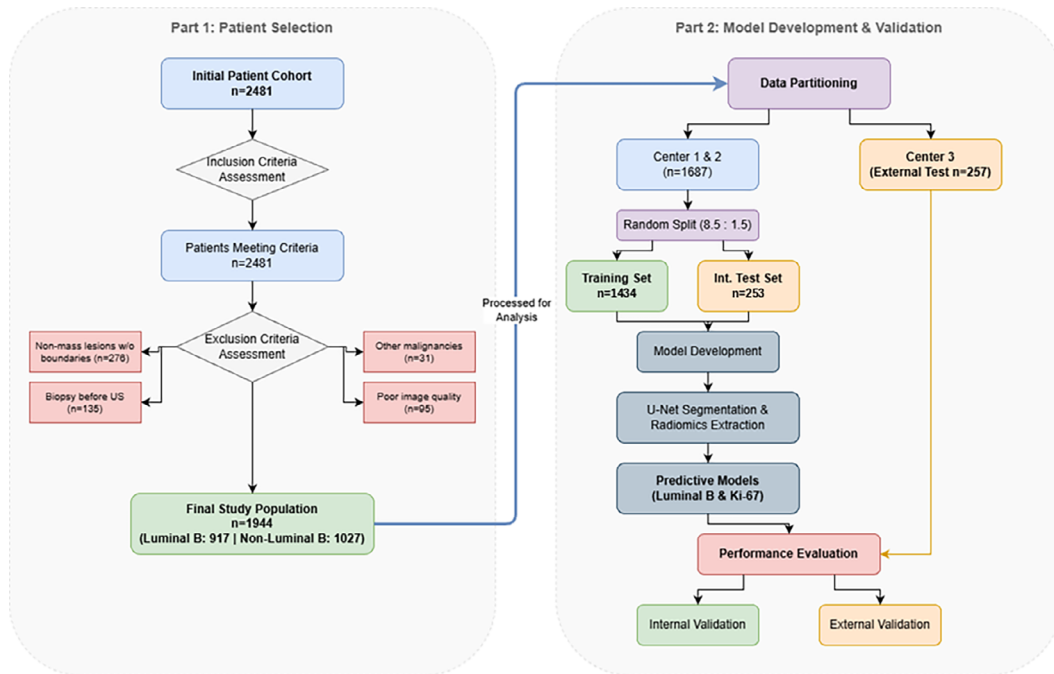 Part 1: Patient Selection
Initial Patient Cohort
n=2481
Inclusion Criteria
Assessment
Patients Meeting Criteria
n=2481
Exclusion Criteria
Assessment
Non-mass lesions w/o
boundaries (n=276)
Biopsy before US
(n=135)
Other malignancies
(n=31)
Poor image quality
(n=95)
Final Study Population
n=1944
(Luminal B: 917 | Non-Luminal B: 1027)
Processed for
Analysis
Part 2: Model Development & Validation
Data Partitioning
Center 1 & 2
(n=1687)
Center 3
(External Test n=257)
Random Split (8.5 : 1.5)
Training Set
n=1434
Int. Test Set
n=253
Model Development
U-Net Segmentation &
Radiomics Extraction
Predictive Models
(Luminal B & Ki-67)
Performance Evaluation
Internal Validation
External Validation